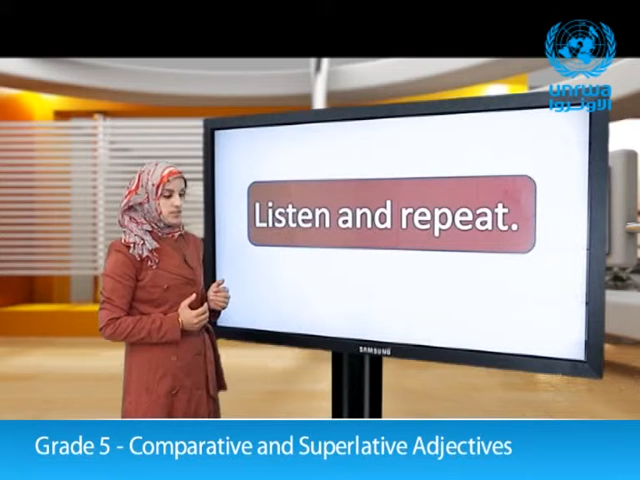 unrwa
الأونروا
Listen and repeat.
SAMSUNG
Grade 5 - Comparative and Superlative Adjectives